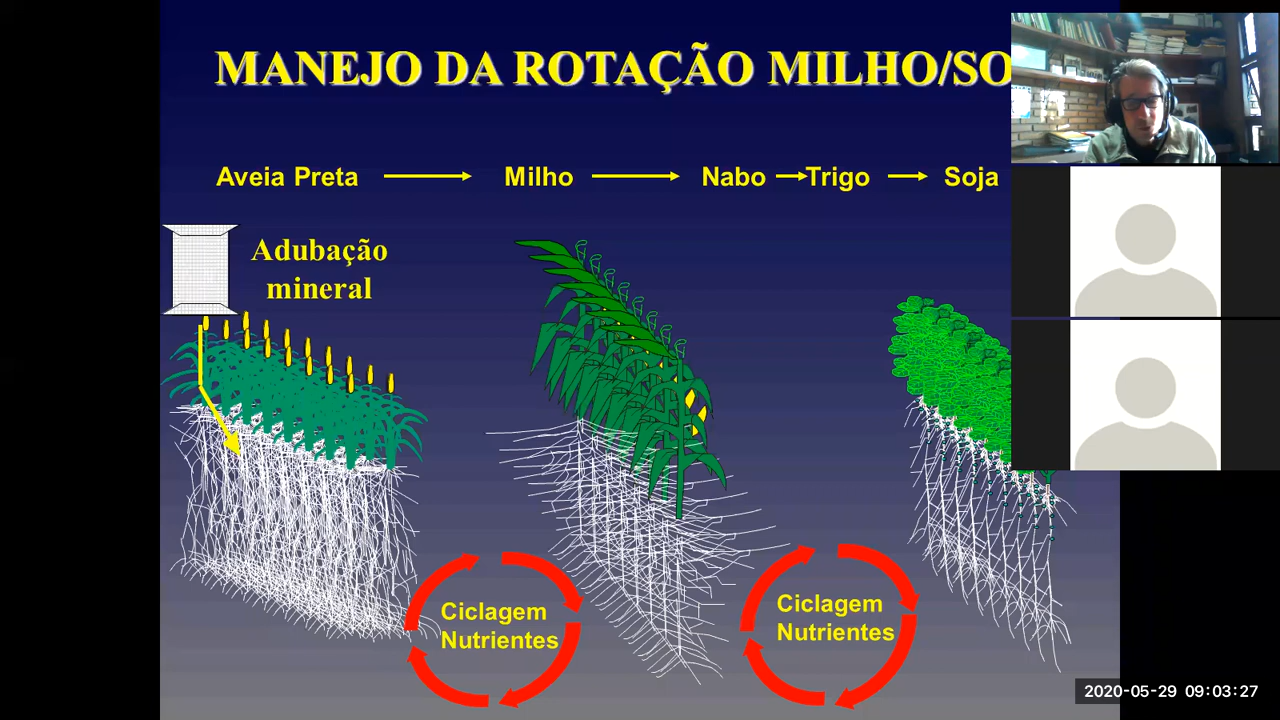 MANEJO DA ROTAÇÃO MILHO/SO
Aveia Preta Milho Nabo Trigo Soja
Adubação
mineral
Ciclagem
Nutrientes
Ciclagem
Nutrientes
2020-05-29 09:03:27